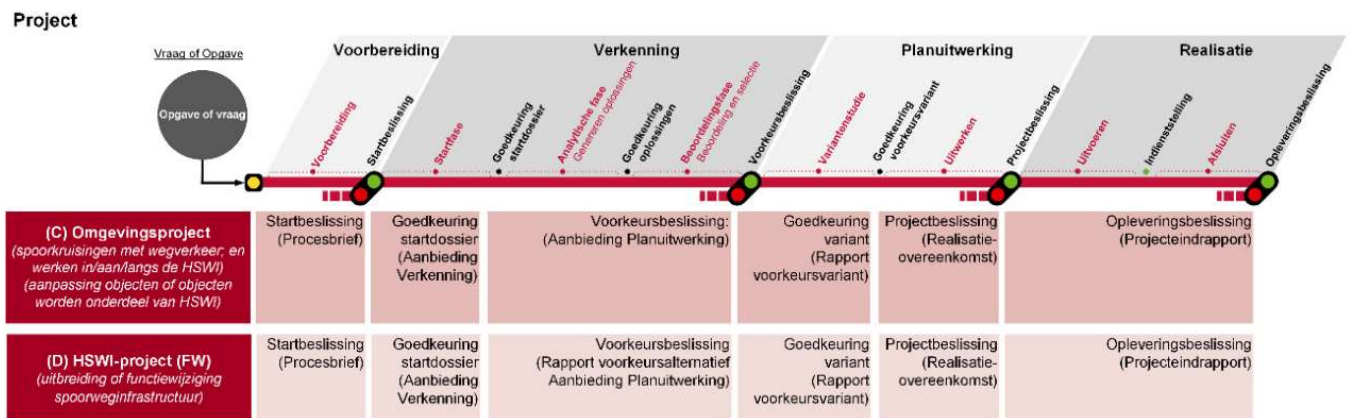 Project
Vraag of Opgave
Opgave of vraag
Voorbereiding
Verkenning
Planuitwerking
Realisatie
Voorbereiding
Startbeslissing
Startfase
Goedkeuring
startdossier
Analytische fase
Genereren oplossingen
Goedkeuring
oplossingen
Beoordelingsfase
Beoordeling en selectie
Voorkeursbeslissing
Variantenstudie
Goedkeuring
voorkeursvariant
Uitwerken
Projectbeslissing
Uitvoeren
Indienststelling
Afsluiten
Opleveringsbeslissing
(C) Omgevingsproject
(spoorkruisingen met wegverkeer; en
werken in/aan/langs de HSWI)
(aanpassing objecten of objecten
worden onderdeel van HSWI)
Startbeslissing
(Procesbrief)
Goedkeuring
startdossier
(Aanbieding
Verkenning)
Voorkeursbeslissing:
(Aanbieding Planuitwerking)
Goedkeuring
variant
(Rapport
voorkeursvariant)
Projectbeslissing
(Realisatie-
overeenkomst)
Opleveringsbeslissing
(Projecteindrapport)
(D) HSWI-project (FW)
(uitbreiding of functiewijziging
spoorweginfrastructuur)
Startbeslissing
(Procesbrief)
Goedkeuring
startdossier
(Aanbieding
Verkenning)
Voorkeursbeslissing
(Rapport voorkeursalternatief
Aanbieding Planuitwerking)
Goedkeuring
variant
(Rapport
voorkeursvariant)
Projectbeslissing
(Realisatie-
overeenkomst)
Opleveringsbeslissing
(Projectindrapport)